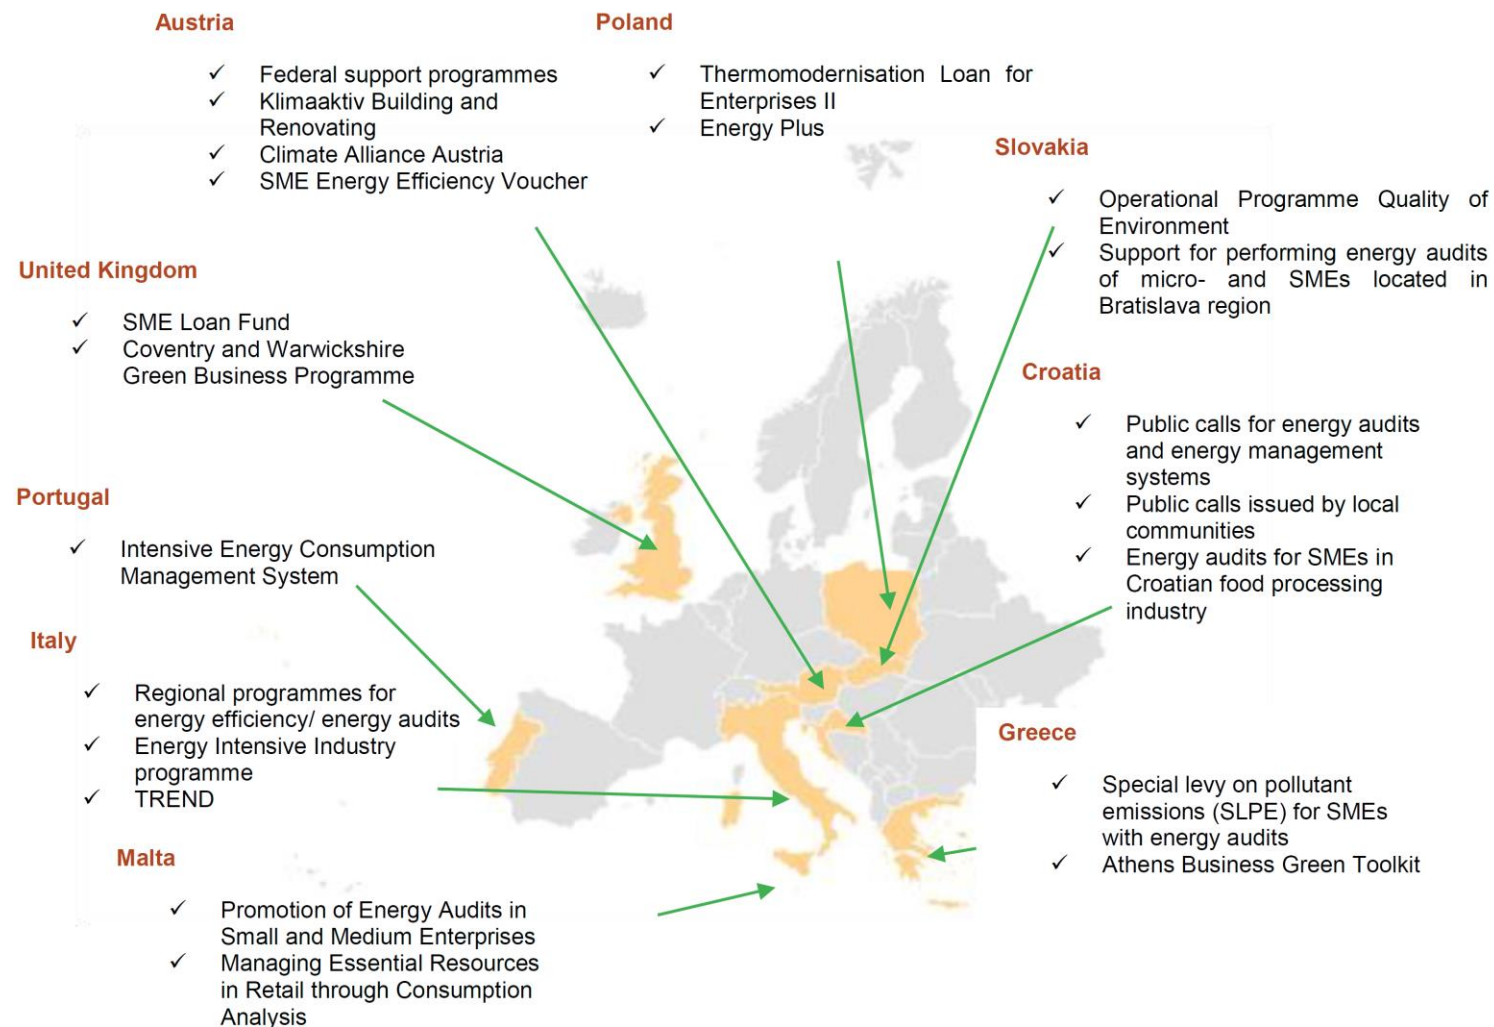 Austria
✓ Federal support programmes
✓ Klimaaktiv Building and
Renovating
✓ Climate Alliance Austria
✓ SME Energy Efficiency Voucher
Poland
✓ Thermomodernisation Loan for
Enterprises II
✓ Energy Plus
Slovakia
✓ Operational Programme Quality of
Environment
✓ Support for performing energy audits
of micro- and SMEs located in
Bratislava region
United Kingdom
✓ SME Loan Fund
✓ Coventry and Warwickshire
Green Business Programme
Croatia
✓ Public calls for energy audits
and energy management
systems
✓ Public calls issued by local
communities
✓ Energy audits for SMEs in
Croatian food processing
industry
Portugal
✓ Intensive Energy Consumption
Management System
Italy
✓ Regional programmes for
energy efficiency/ energy audits
✓ Energy Intensive Industry
programme
✓ TREND
Greece
✓ Special levy on pollutant
emissions (SLPE) for SMEs
with energy audits
✓ Athens Business Green Toolkit
Malta
✓ Promotion of Energy Audits in
Small and Medium Enterprises
✓ Managing Essential Resources
in Retail through Consumption
Analysis